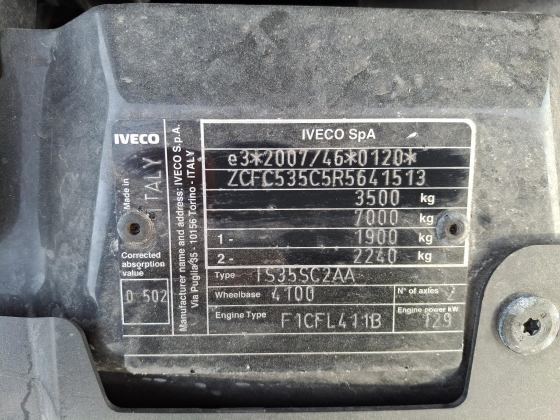 IVECO
Made in
ITALY
Corrected
absorption
value
0.502
Manufacturer name and address: IVECO S.p.A.
Via Puglia 35 - 10156 Torino - ITALY
IVECO SpA
e3*2007/46*0120*
ZCFC535C5R5641513
3500 kg
7000 kg
1 - 1900 kg
2 - 2240 kg
Type IS35SC2AA
Wheelbase 4100 N° of axles 2
Engine Type F1CFL411B Engine power kW 129